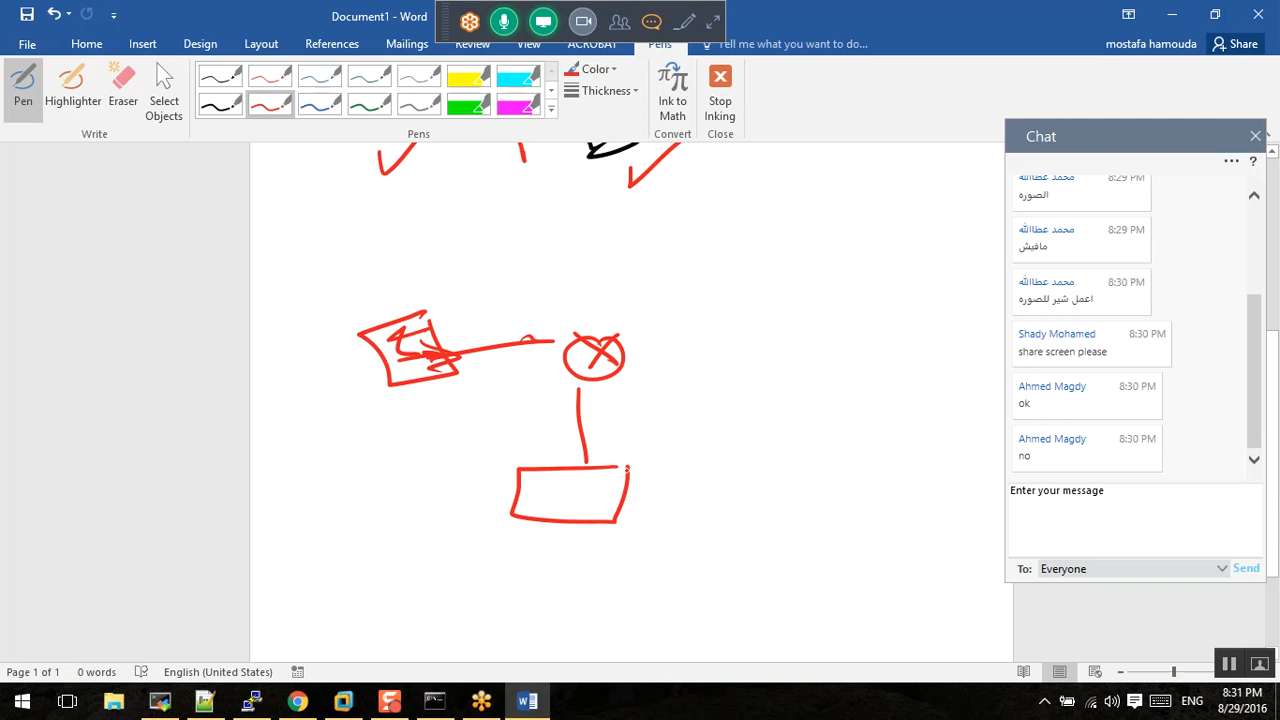 Document1 - Word
File
Home
Insert
Design
Layout
References
Mailings
Review
View
ACROBAT
Pens
Tell me what you want to do...
mostafa hamouda
Share
Pen
Highlighter
Eraser
Select Objects
Color
Thickness
Ink to Math
Stop Inking
Write
Pens
Convert
Close
Chat
?
محمد عطاالله 8:29 PM
الصوره
محمد عطاالله 8:29 PM
مافيش
محمد عطاالله 8:30 PM
اعمل شير للصوره
Shady Mohamed 8:30 PM
share screen please
Ahmed Magdy 8:30 PM
ok
Ahmed Magdy 8:30 PM
no
Enter your message
To: Everyone Send
Page 1 of 1 0 words English (United States)
ENG
8:31 PM
8/29/2016